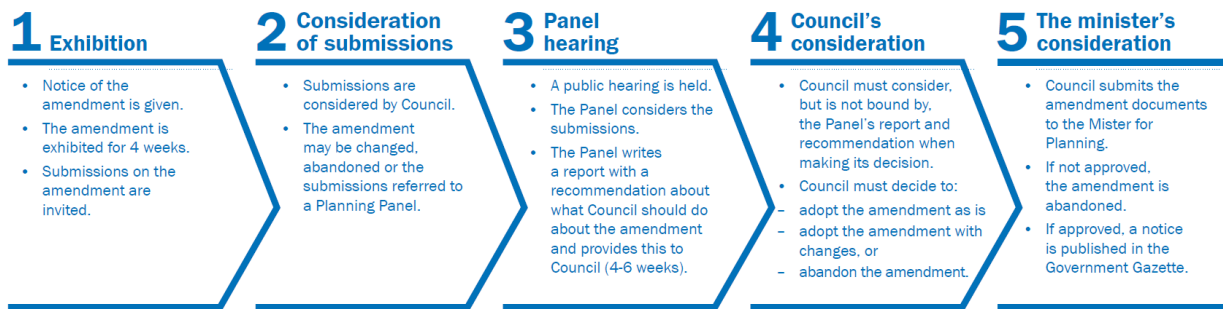 1 Exhibition
• Notice of the
amendment is given.
• The amendment is
exhibited for 4 weeks.
• Submissions on the
amendment are
invited.
2 Consideration
of submissions
• Submissions are
considered by Council.
• The amendment
may be changed,
abandoned or the
submissions referred to
a Planning Panel.
3 Panel
hearing
• A public hearing is held.
• The Panel considers the
submissions.
• The Panel writes
a report with a
recommendation about
what Council should do
about the amendment
and provides this to
Council (4-6 weeks).
4 Council's
consideration
• Council must consider,
but is not bound by,
the Panel's report and
recommendation when
making its decision.
• Council must decide to:
– adopt the amendment as is
– adopt the amendment with
changes, or
– abandon the amendment.
5 The minister's
consideration
• Council submits the
amendment documents
to the Mister for
Planning.
• If not approved,
the amendment is
abandoned.
• If approved, a notice
is published in the
Government Gazette.